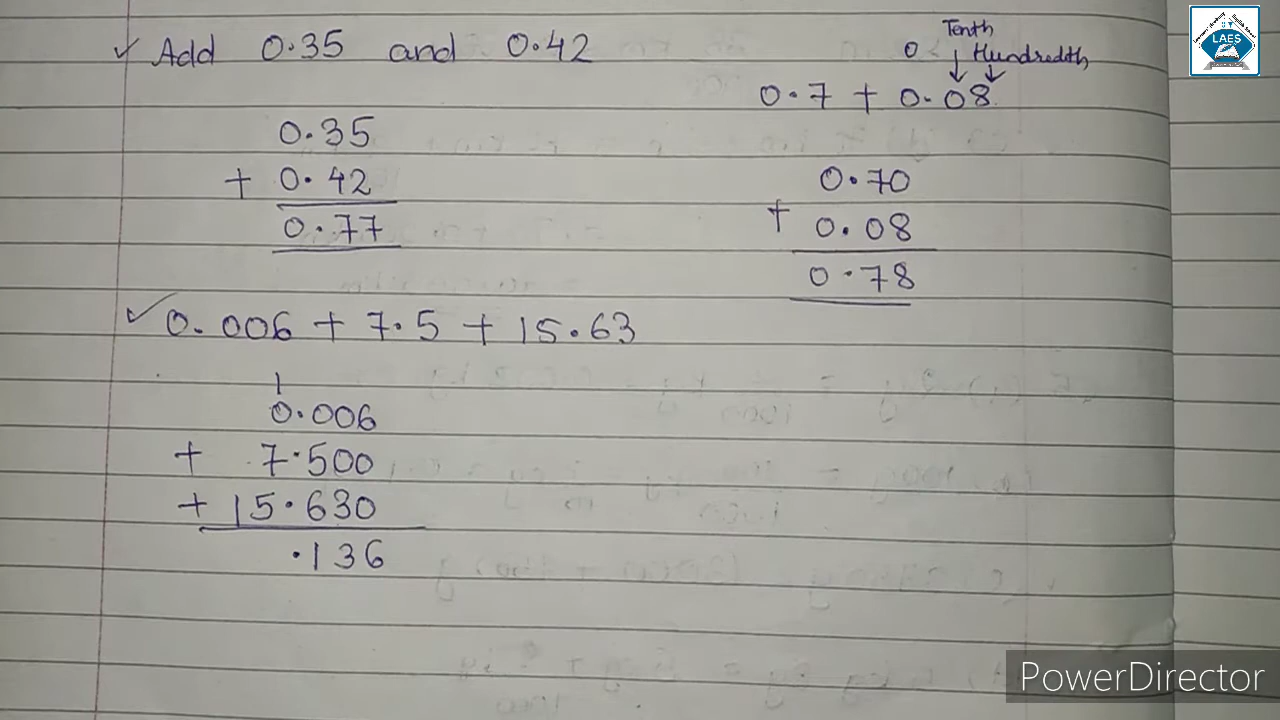 ✓ Add 0.35 and 0.42
0.35
+ 0.42
0.77
Tenth
0 ↓ Hundredth
↓
0.7 + 0.08
0.70
+ 0.08
0.78
✓ 0.006 + 7.5 + 15.63
1
0.006
+ 7.500
+ 15.630
.136
LAES
PowerDirector